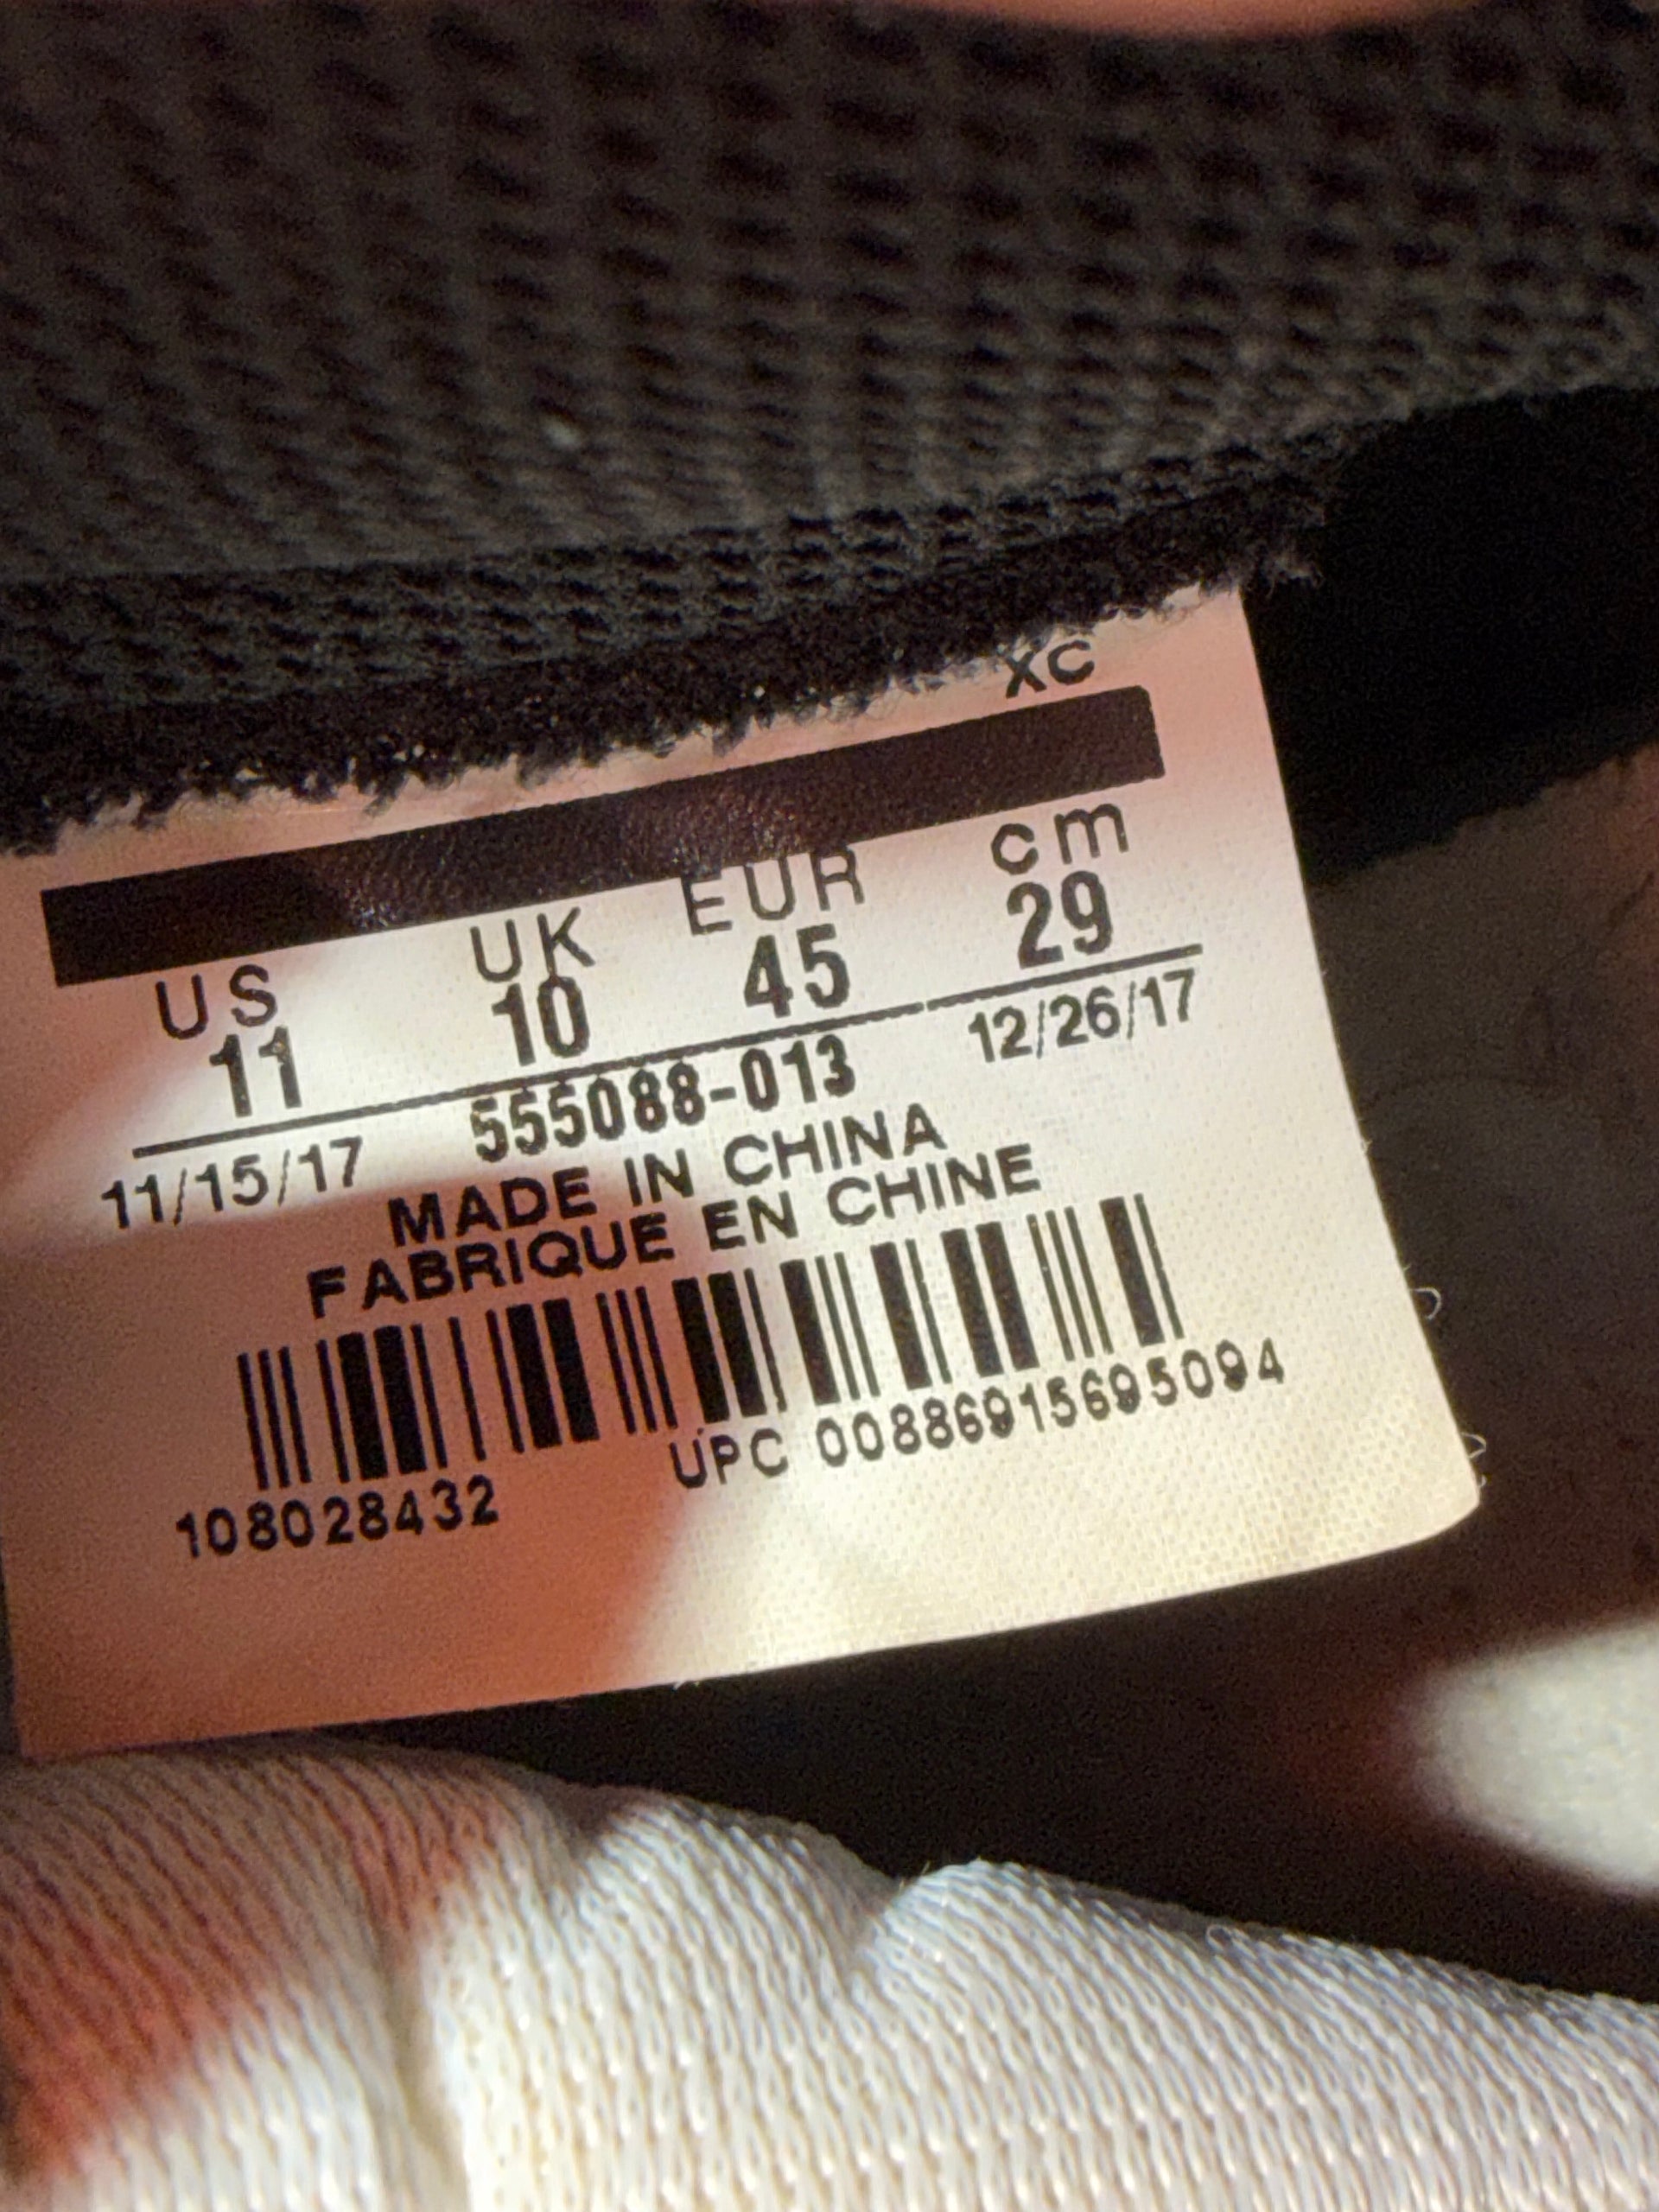 XC
US UK EUR cm
11 10 45 29
11/15/17 555088-013 12/26/17
MADE IN CHINA
FABRIQUE EN CHINE
108028432 UPC 00886915695094